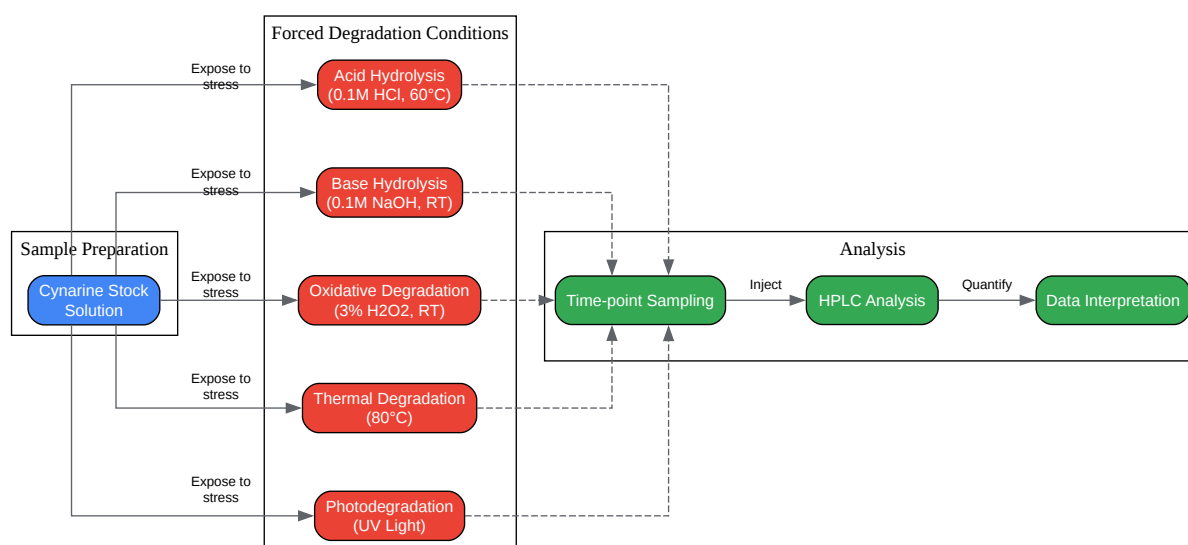 Forced Degradation Conditions
Expose to
stress
Acid Hydrolysis
(0.1M HCl, 60°C)
Expose to
stress
Base Hydrolysis
(0.1M NaOH, RT)
Sample Preparation
Cynarine Stock
Solution
Expose to
stress
Oxidative Degradation
(3% H2O2, RT)
Expose to
stress
Thermal Degradation
(80°C)
Expose to
stress
Photodegradation
(UV Light)
Analysis
Time-point Sampling
Inject
HPLC Analysis
Quantify
Data Interpretation